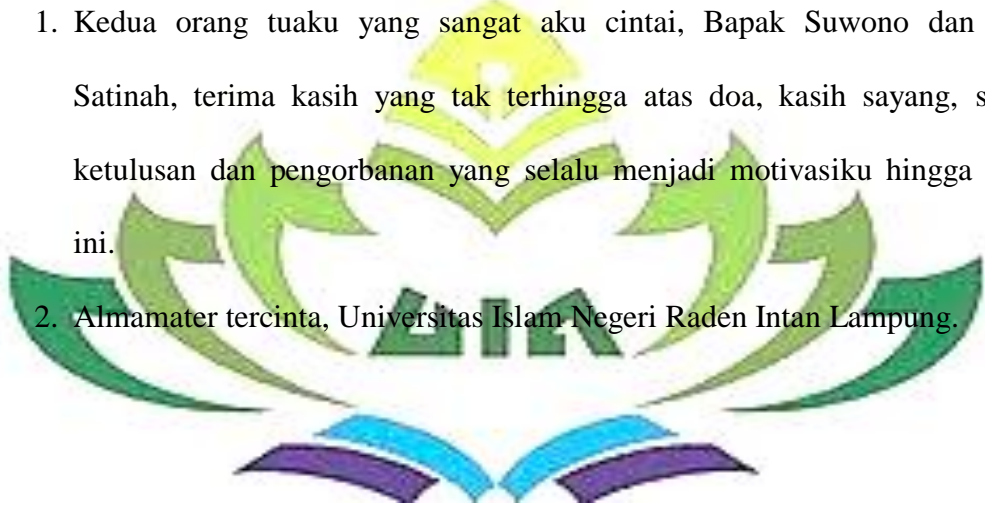 1. Kedua orang tuaku yang sangat aku cintai, Bapak Suwono dan
Satinah, terima kasih yang tak terhingga atas doa, kasih sayang,
ketulusan dan pengorbanan yang selalu menjadi motivasiku hingga
ini.
2. Almamater tercinta, Universitas Islam Negeri Raden Intan Lampung.
UIN